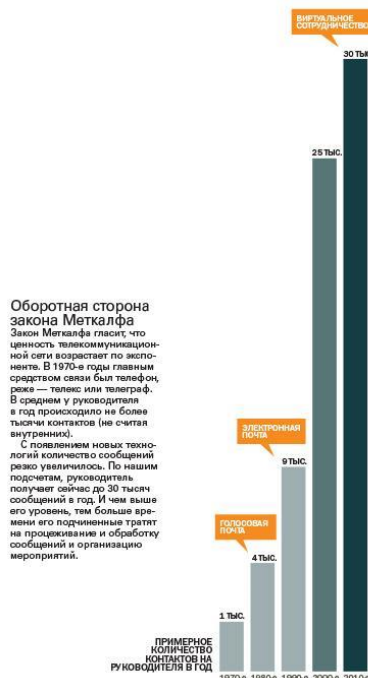 ВИРТУАЛЬНОЕ
СОТРУДНИЧЕСТВО
30 ТЫС.
25 ТЫС.
Оборотная сторона
закона Меткалфа
Закон Меткалфа гласит, что
ценность телекоммуникацион-
ной сети возрастает по экспо-
ненте. В 1970-е годы главным
средством связи был телефон,
реже — телекс или телеграф.
В среднем у руководителя
в год происходило не более
тысячи контактов (не считая
внутренних).
С появлением новых техно-
логий количество сообщений
резко увеличилось. По нашим
подсчетам, руководитель
получает сейчас до 30 тысяч
сообщений в год. И чем выше
его уровень, тем больше вре-
мени его подчиненные тратят
на процеживание и обработку
сообщений и организацию
мероприятий.
ЭЛЕКТРОННАЯ
ПОЧТА
9 ТЫС.
ГОЛОСОВАЯ
ПОЧТА
4 ТЫС.
1 ТЫС.
ПРИМЕРНОЕ
КОЛИЧЕСТВО
КОНТАКТОВ НА
РУКОВОДИТЕЛЯ В ГОД
1970-е 1980-е 1990-е 2000-е 2010-е